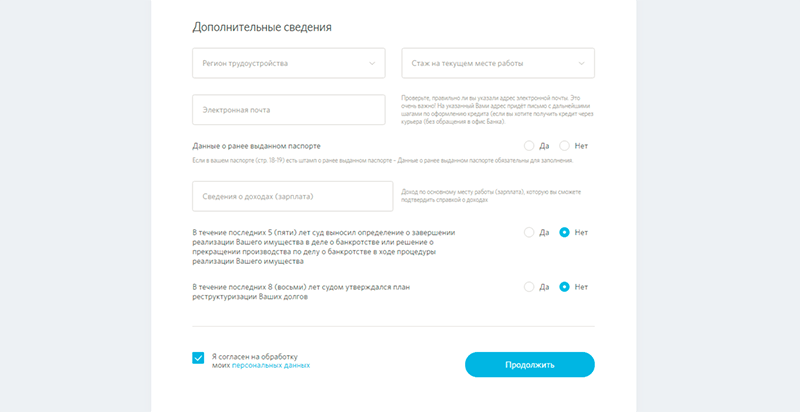 Дополнительные сведения
Регион трудоустройства
Стаж на текущем месте работы
Электронная почта
Проверьте, правильно ли вы указали адрес электронной почты. Это
очень важно! На указанный Вами адрес придёт письмо с дальнейшими
шагами по оформлению кредита (если вы хотите получить кредит через
курьера (без обращения в офис Банка).
Данные о ранее выданном паспорте
Да
Нет
Если в вашем паспорте (стр. 18-19) есть штамп о ранее выданном паспорте - Данные о ранее выданном паспорте обязательны для заполнения.
Сведения о доходах (зарплата)
Доход по основному месту работы (зарплата), которую вы сможете
подтвердить справкой о доходах
В течение последних 5 (пяти) лет суд выносил определение о завершении
реализации Вашего имущества в деле о банкротстве или решение о
прекращении производства по делу о банкротстве в ходе процедуры
реализации Вашего имущества
Да
Нет
В течение последних 8 (восьми) лет судом утверждался план
реструктуризации Ваших долгов
Да
Нет
Я согласен на обработку
моих персональных данных
Продолжить